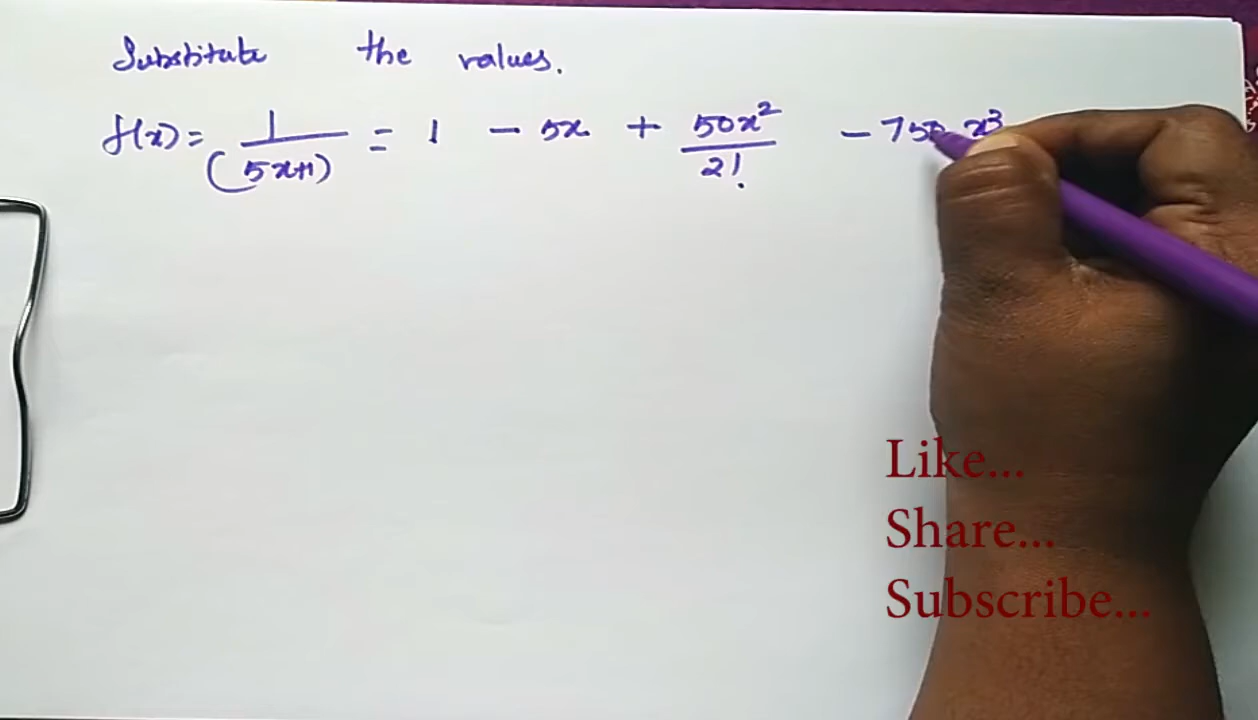 Substitute the values.
f(x) = 1/(5x+1) = 1 - 5x + 50x²/2! - 750 x³
Like...
Share...
Subscribe...